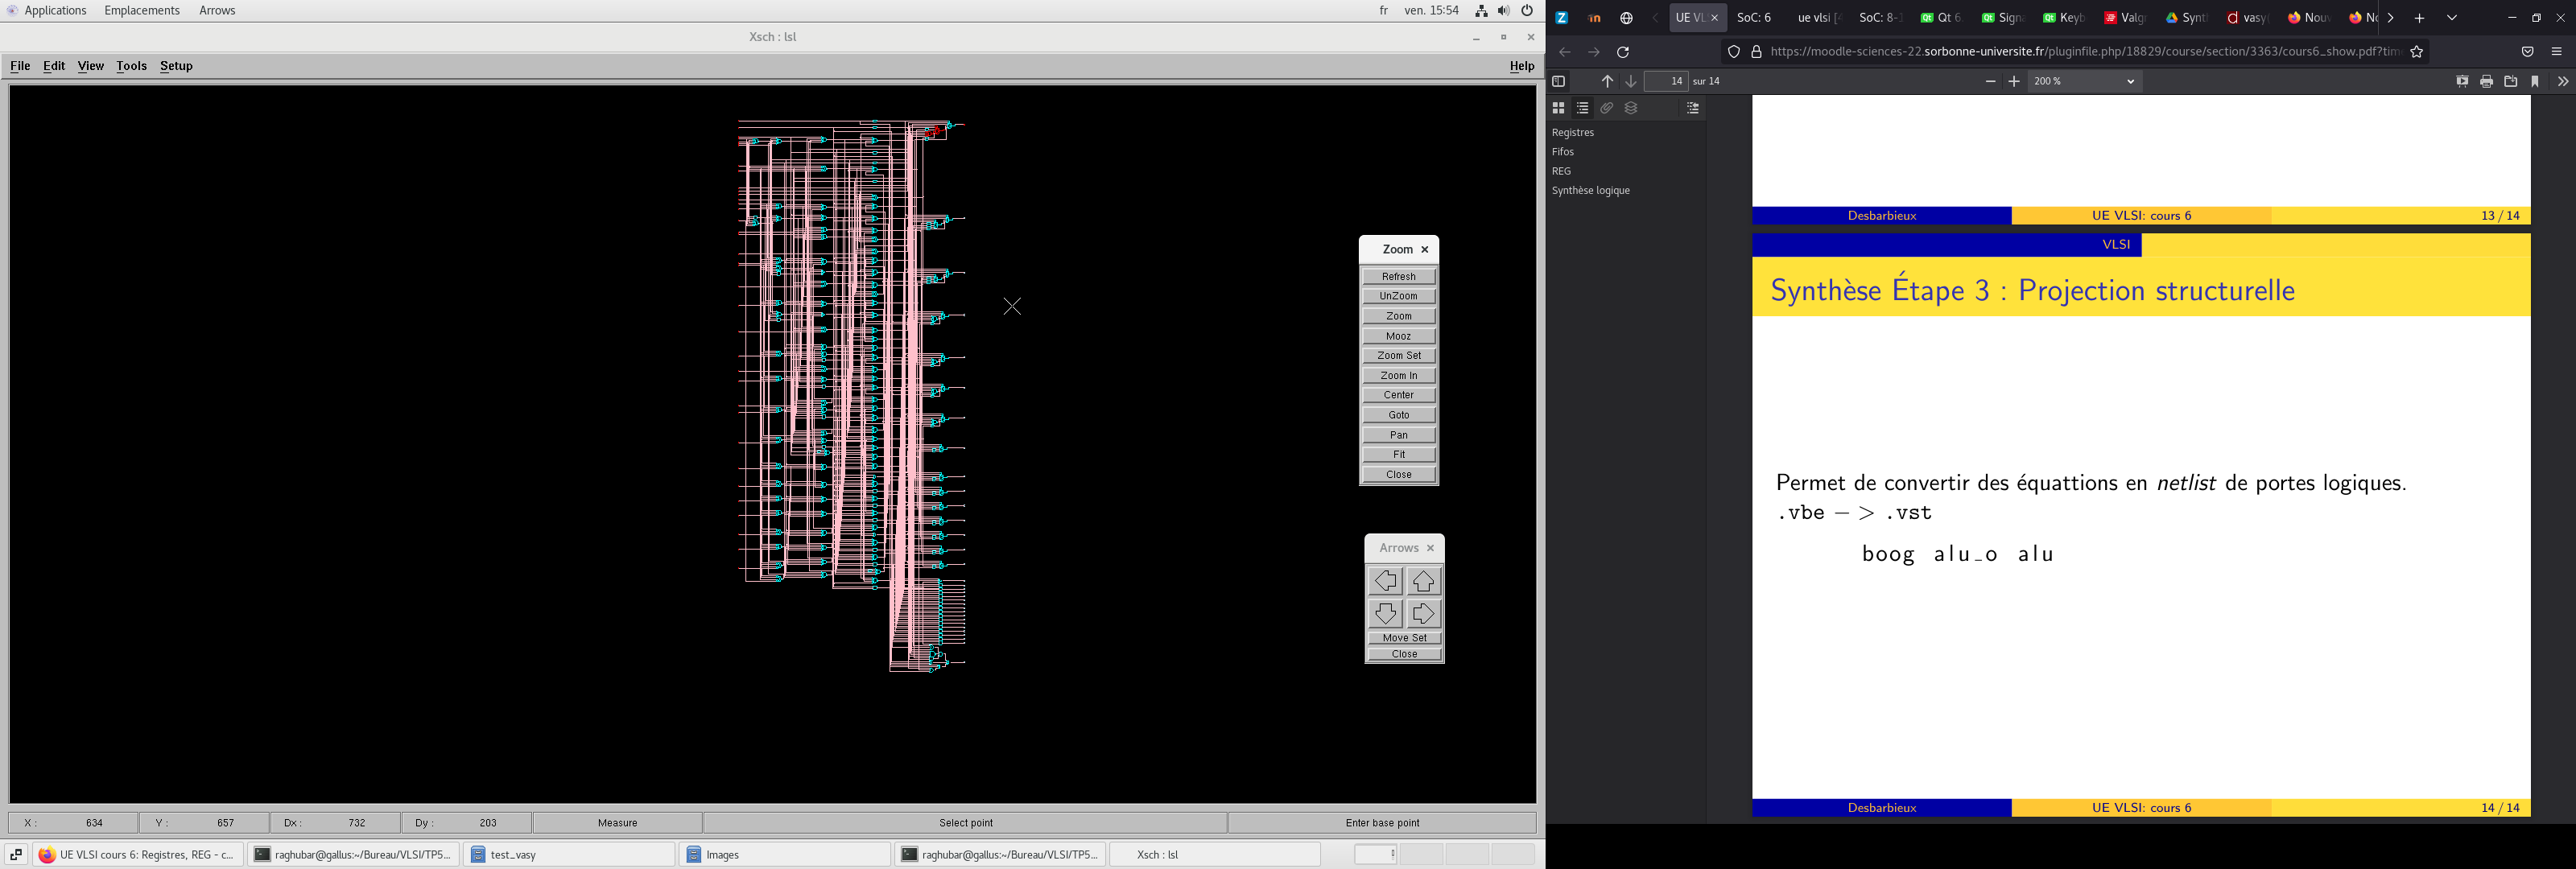 Applications Emplacements Arrows fr ven. 15:54
Xsch : lsl
File Edit View Tools Setup Help
Zoom
Refresh
UnZoom
Zoom
Mooz
Zoom Set
Zoom In
Center
Goto
Pan
Fit
Close
Arrows
Move Set
Close
X : 634 Y : 657 Dx : 732 Dy : 203 Measure Select point Enter base point
UE VLSI cours 6: Registres, REG - c... raghubar@gallus:~/Bureau/VLSI/TP5... test_vasy Images raghubar@gallus:~/Bureau/VLSI/TP5... Xsch : lsl
UE VL SoC: 6 ue vlsi [4 SoC: 8-1 Qt 6. Sign Keyb Valgr Synt vasy( Nouv No
https://moodle-sciences-22.sorbonne-universite.fr/pluginfile.php/18829/course/section/3363/cours6_show.pdf?tim
14 sur 14 200 %
Registres
Fifos
REG
Synthèse logique
Desbarbieux UE VLSI: cours 6 13 / 14
VLSI
Synthèse Étape 3 : Projection structurelle
Permet de convertir des équattions en netlist de portes logiques.
.vbe − > .vst
boog alu_o alu
Desbarbieux UE VLSI: cours 6 14 / 14